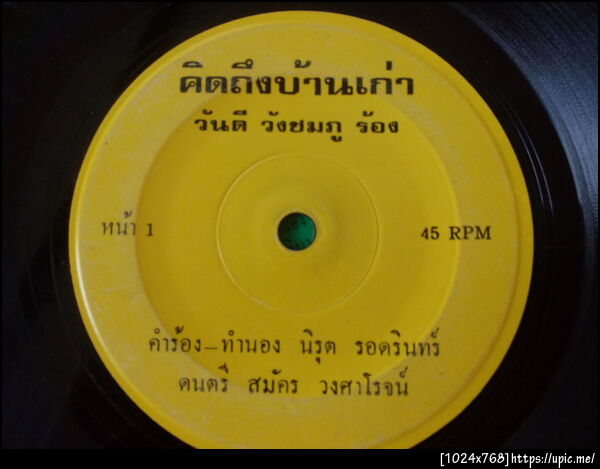 คิดถึงบ้านเก่า
วันดี วังชมภู ร้อง
หน้า 1 45 RPM
คำร้อง-ทำนอง นิรุต รอดรินทร์
ดนตรี สมัคร วงศาโรจน์
[1024x768]https://upic.me/